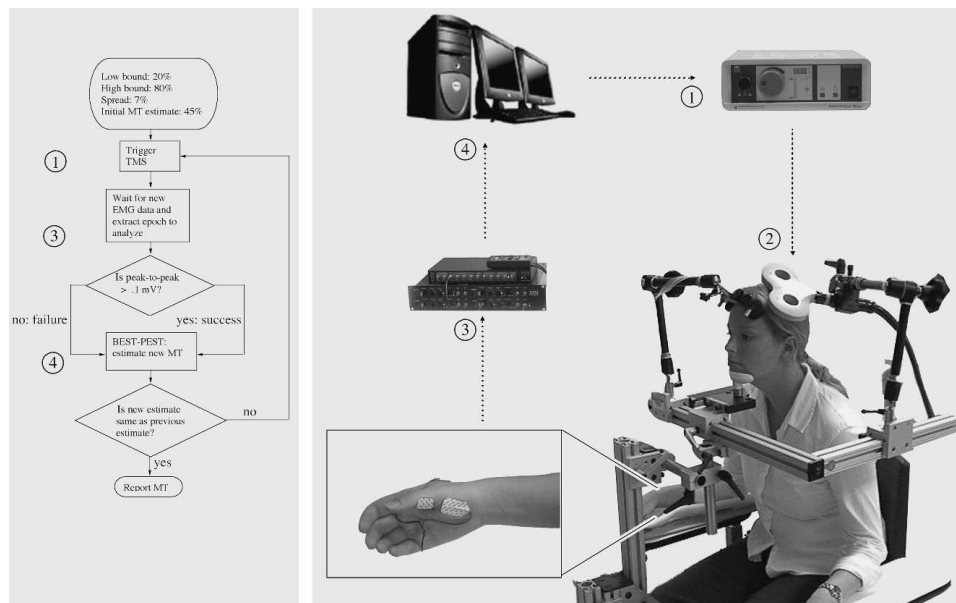 Low bound: 20%
High bound: 80%
Spread: 7%
Initial MT estimate: 45%
1
Trigger
TMS
Wait for new
EMG data and
extract epoch to
analyze
3
Is peak-to-peak
> .1 mV?
no: failure
yes: success
4
BEST-PEST:
estimate new MT
Is new estimate
same as previous
estimate?
no
yes
Report MT
1
4
2
3